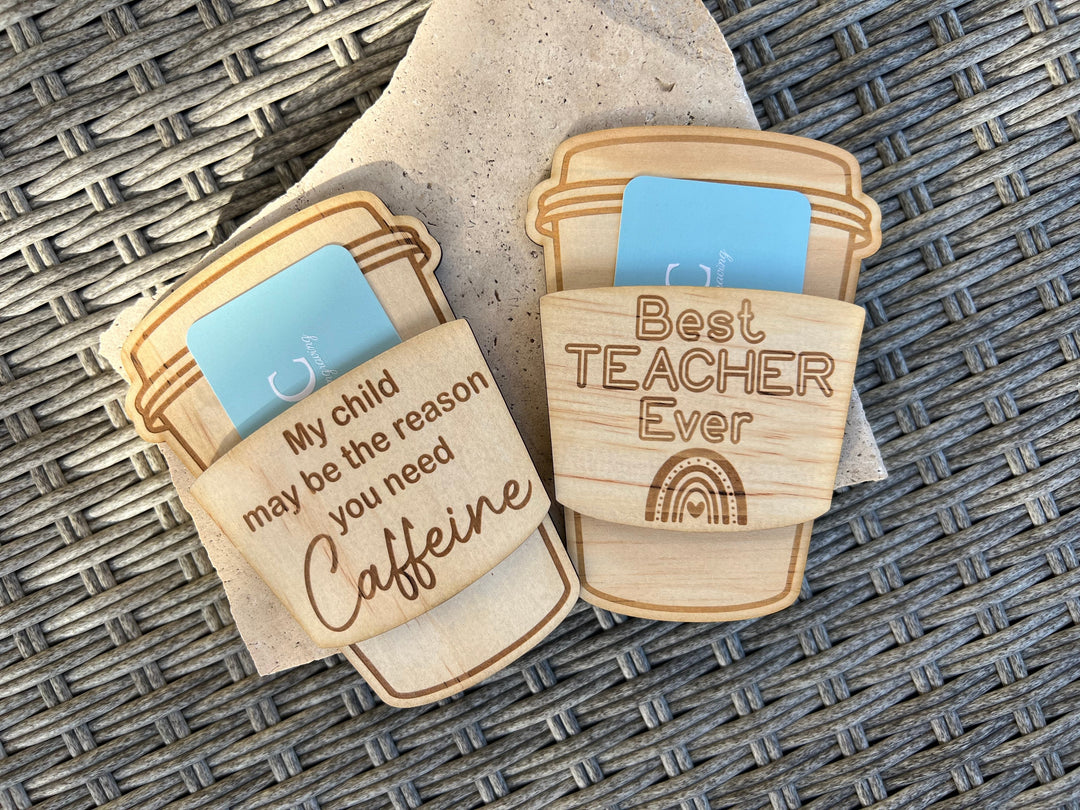 My child
may be the reason
you need
Caffeine
Best
TEACHER
Ever